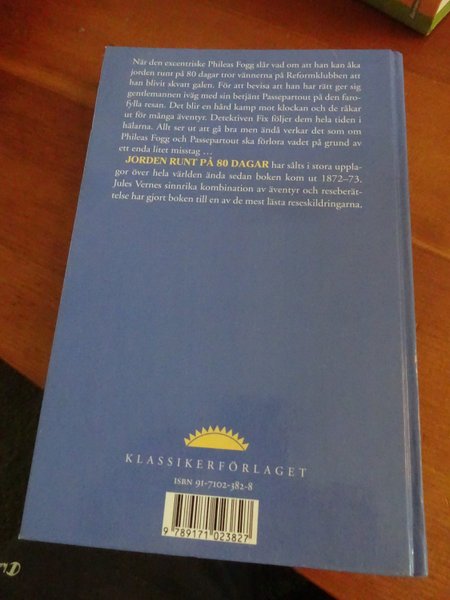 När den excentriske Phileas Fogg slår vad om att han kan åka
jorden runt på 80 dagar tror vännerna på Reformklubben att
han blivit skvatt galen. För att bevisa att han har rätt ger sig
gentlemannen iväg med sin betjänt Passepartout på den faro-
fylla resan. Det blir en hård kamp mot klockan och de råkar
ut för många äventyr. Detektiven Fix följer dem hela tiden i
hälarna. Allt ser ut att gå bra men ändå verkar det som om
Phileas Fogg och Passepartout ska förlora vadet på grund av
ett enda litet misstag ...
JORDEN RUNT PÅ 80 DAGAR har sålts i stora uppla-
gor över hela världen ända sedan boken kom ut 1872–73.
Jules Vernes sinnrika kombination av äventyr och reseberät-
telse har gjort boken till en av de mest lästa reseskildringarna.
KLASSIKERFÖRLAGET
ISBN 91-7102-382-8
9 789171 023827